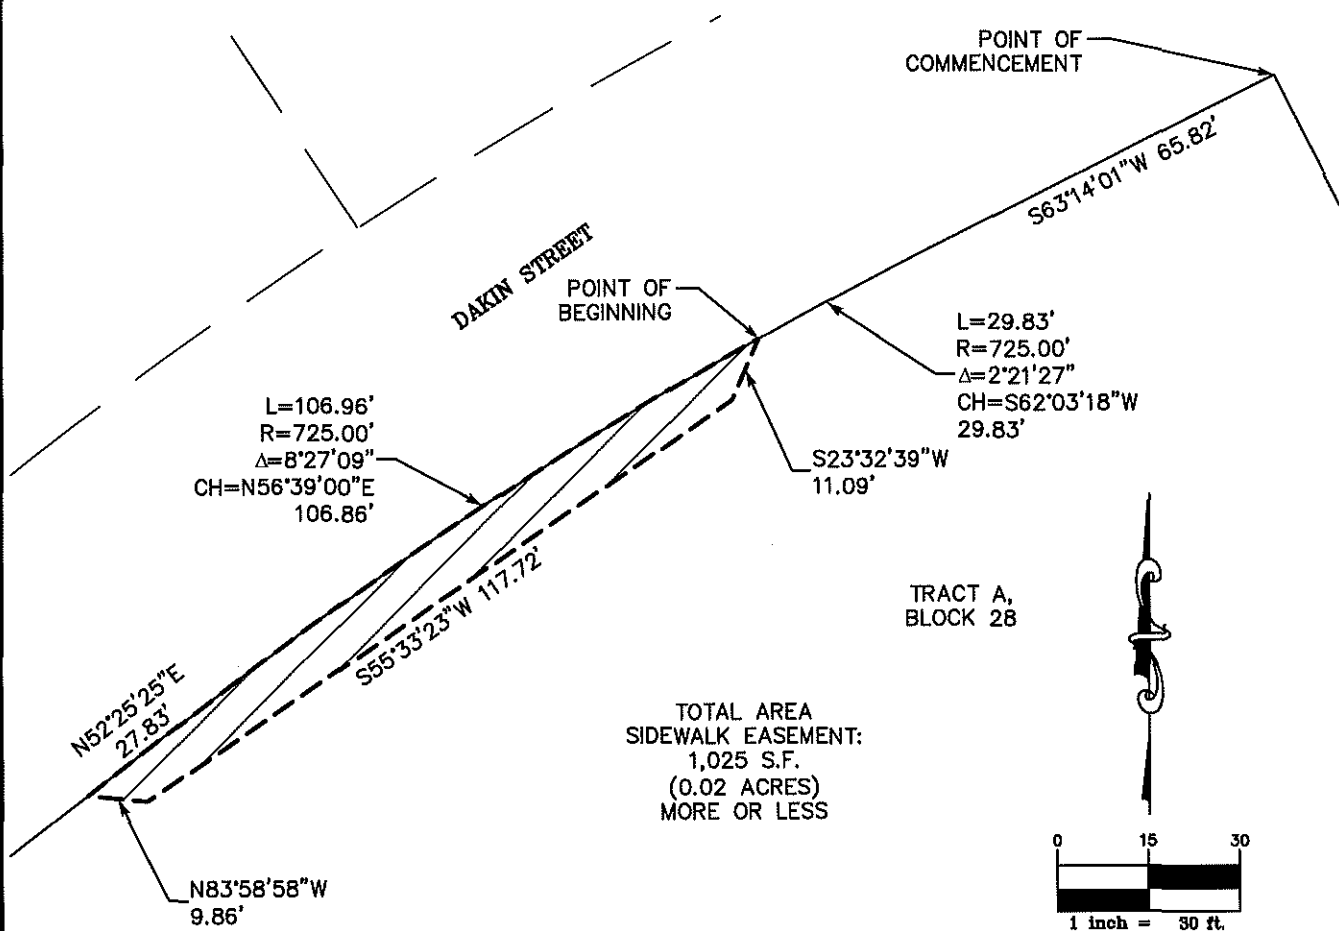 POINT OF
COMMENCEMENT
S63°14'01"W 65.82'
DAKIN STREET
POINT OF
BEGINNING
L=29.83'
R=725.00'
Δ=2°21'27"
CH=S62°03'18"W
29.83'
L=106.96'
R=725.00'
Δ=8°27'09"
CH=N56°39'00"E
106.86'
S23°32'39"W
11.09'
S55°33'23"W 117.72'
TRACT A,
BLOCK 28
N52°25'25"E
27.83'
TOTAL AREA
SIDEWALK EASEMENT:
1,025 S.F.
(0.02 ACRES)
MORE OR LESS
N83°58'58"W
9.86'
0 15 30
1 inch = 30 ft.